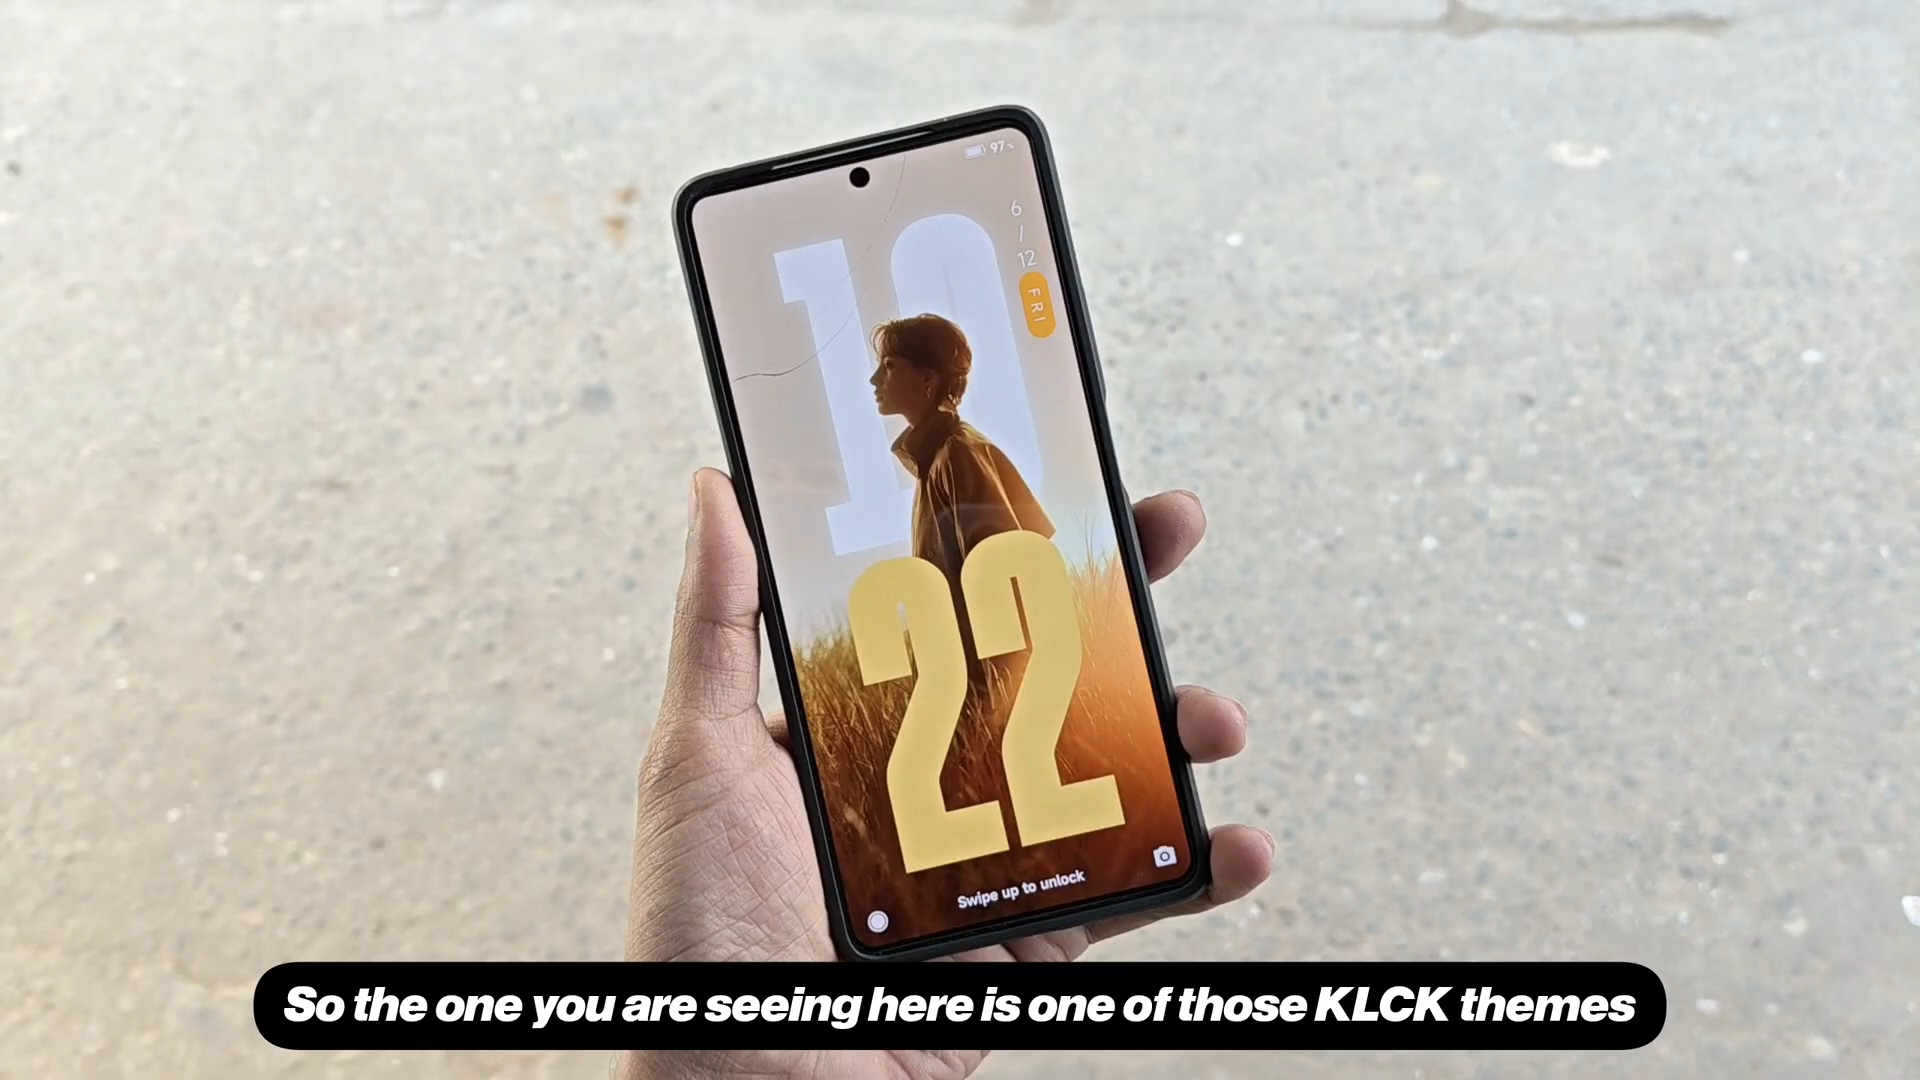 97%
6
/
12
FRI
10
22
Swipe up to unlock
So the one you are seeing here is one of those KLCK themes